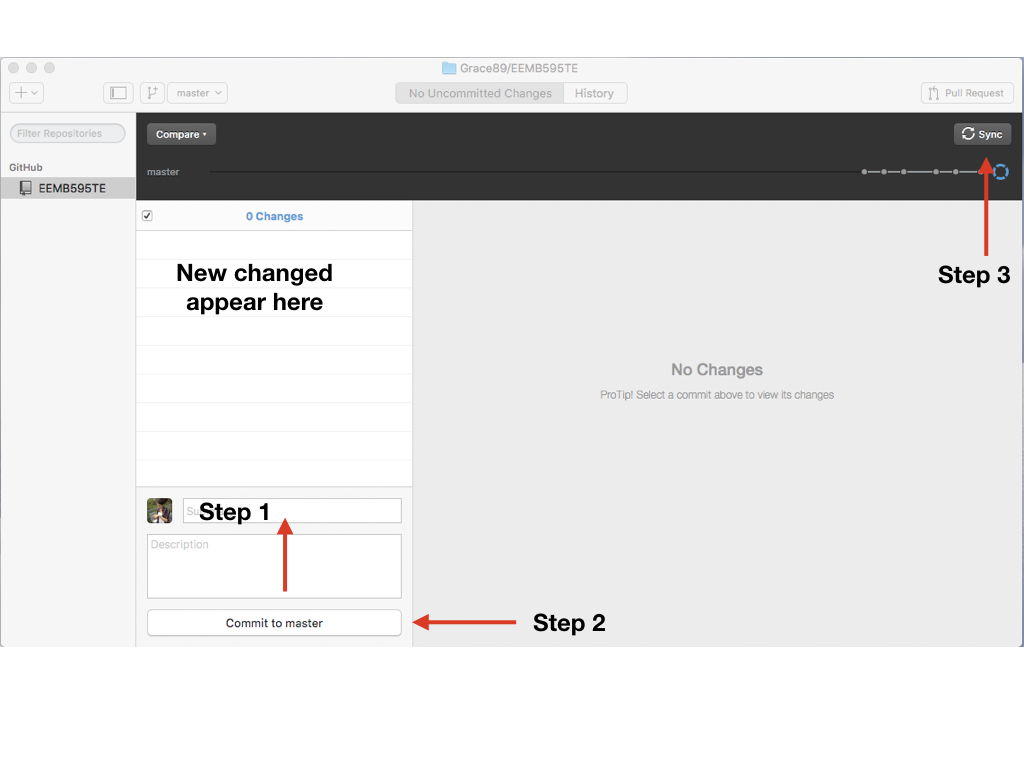 Grace89/EEMB595TE
master
No Uncommitted Changes
History
Pull Request
Filter Repositories
Compare
Sync
GitHub
master
EEMB595TE
0 Changes
New changed
appear here
Step 3
No Changes
ProTip! Select a commit above to view its changes
Step 1
Description
Commit to master
Step 2